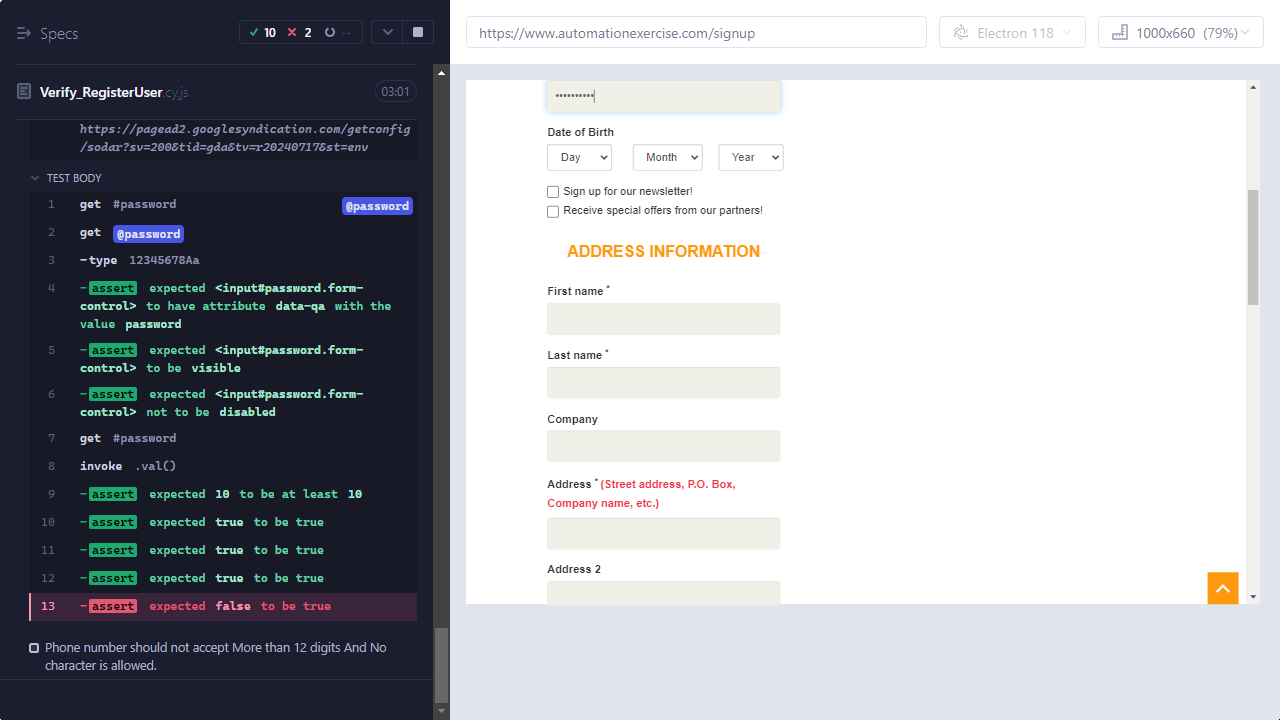 Specs
10
2
--
Verify_RegisterUser.cy.js
03:01
https://pagead2.googlesyndication.com/getconfig
/sodar?sv=200&tid=gda&tv=r20240717&st=env
TEST BODY
1 get #password @password
2 get @password
3 -type 12345678Aa
4 -assert expected <input#password.form-
control> to have attribute data-qa with the
value password
5 -assert expected <input#password.form-
control> to be visible
6 -assert expected <input#password.form-
control> not to be disabled
7 get #password
8 invoke .val()
9 -assert expected 10 to be at least 10
10 -assert expected true to be true
11 -assert expected true to be true
12 -assert expected true to be true
13 -assert expected false to be true
Phone number should not accept More than 12 digits And No
character is allowed.
https://www.automationexercise.com/signup
Electron 118
1000x660 (79%)
••••••••••
Date of Birth
Day Month Year
Sign up for our newsletter!
Receive special offers from our partners!
ADDRESS INFORMATION
First name *
Last name *
Company
Address * (Street address, P.O. Box,
Company name, etc.)
Address 2